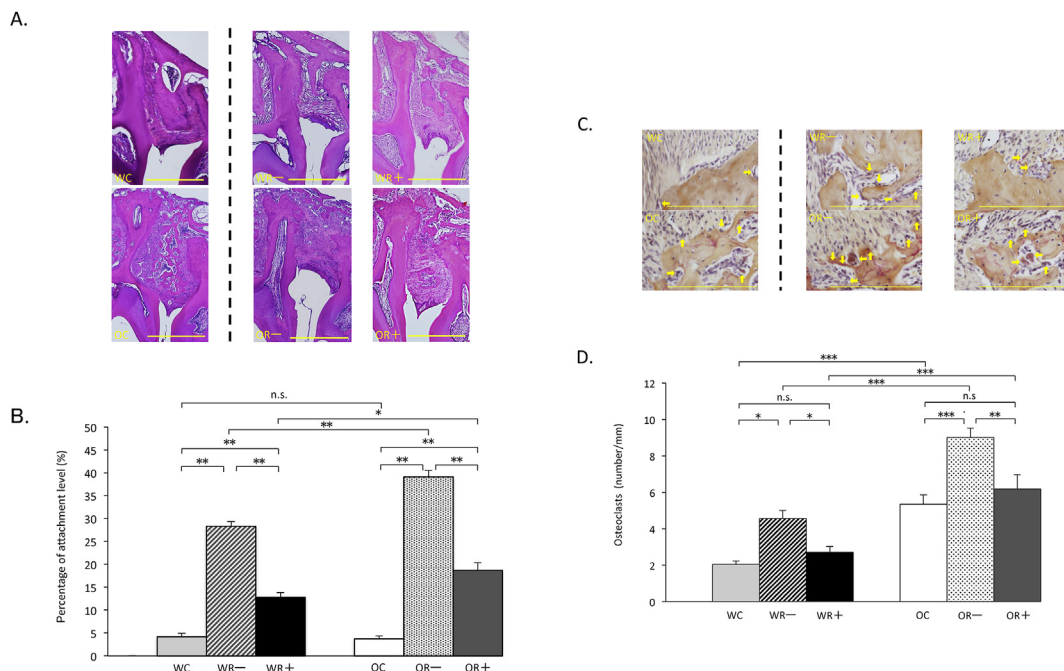 A.
WC
WR—
WR+
OC
OR—
OR+
B.
n.s.
*
**
**
**
**
**
**
**
50
45
40
35
30
25
20
15
10
5
0
Percentage of attachment level (%)
WC
WR—
WR+
OC
OR—
OR+
C.
WC
WR—
WR+
OC
OR—
OR+
D.
***
***
***
n.s.
n.s
*
*
***
**
12
10
8
6
4
2
0
Osteoclasts (number/mm)
WC
WR—
WR+
OC
OR—
OR+